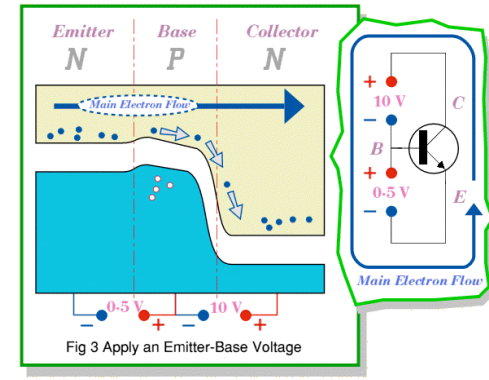 Emitter Base Collector
N P N
Main Electron Flow
0·5 V 10 V
− + − +
Fig 3 Apply an Emitter-Base Voltage
+
10 V
C
−
B
+
0·5 V
E
−
Main Electron Flow